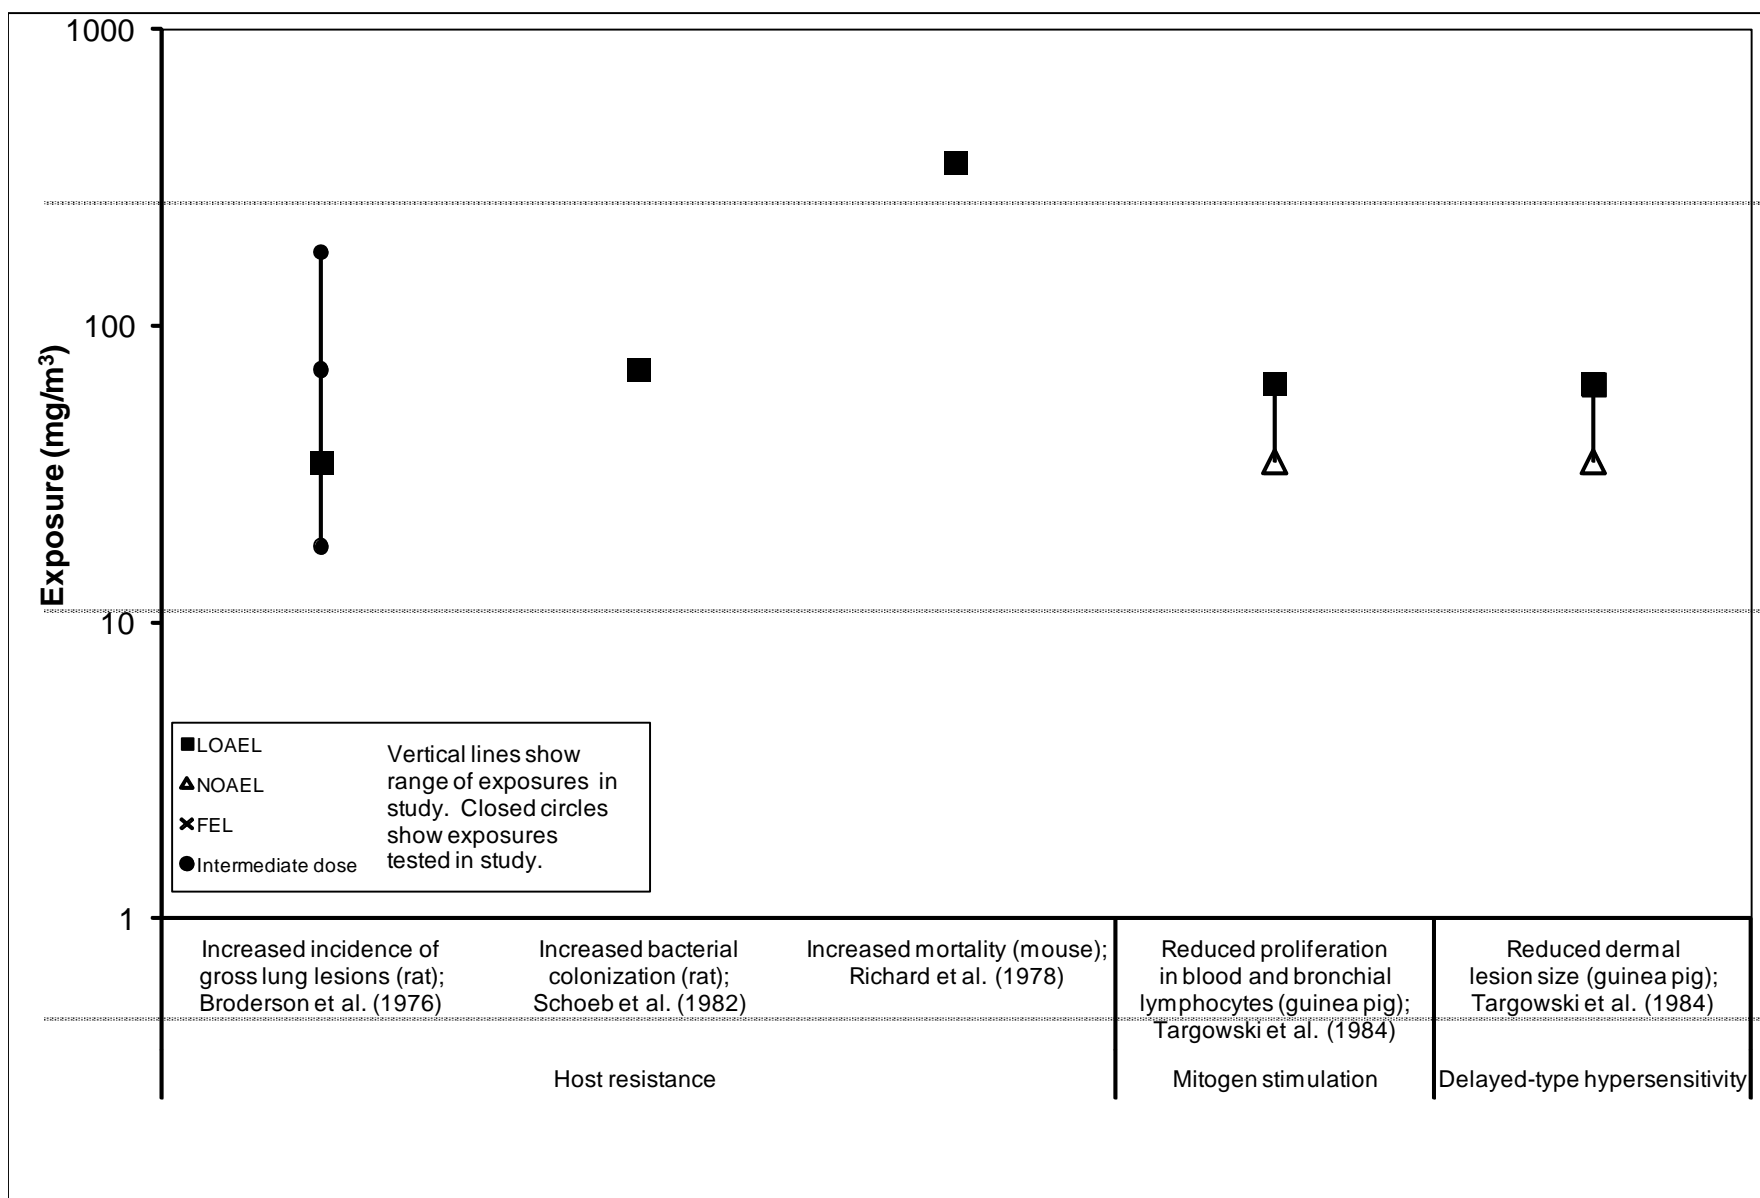 1000
100
10
1
Exposure (mg/m³)
LOAEL
NOAEL
FEL
Intermediate dose
Vertical lines show
range of exposures in
study. Closed circles
show exposures
tested in study.
Increased incidence of
gross lung lesions (rat);
Broderson et al. (1976)
Increased bacterial
colonization (rat);
Schoeb et al. (1982)
Increased mortality (mouse);
Richard et al. (1978)
Reduced proliferation
in blood and bronchial
lymphocytes (guinea pig);
Targowski et al. (1984)
Reduced dermal
lesion size (guinea pig);
Targowski et al. (1984)
Host resistance
Mitogen stimulation
Delayed-type hypersensitivity